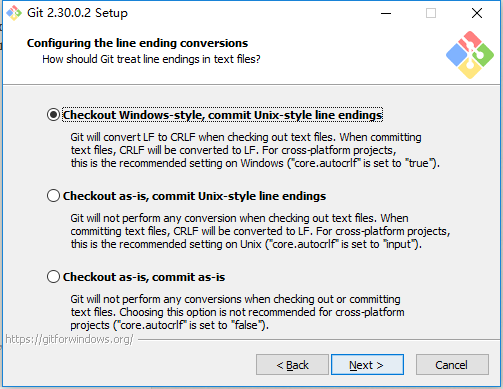 Git 2.30.0.2 Setup
Configuring the line ending conversions
How should Git treat line endings in text files?
Checkout Windows-style, commit Unix-style line endings
Git will convert LF to CRLF when checking out text files. When committing
text files, CRLF will be converted to LF. For cross-platform projects,
this is the recommended setting on Windows ("core.autocrlf" is set to "true").
Checkout as-is, commit Unix-style line endings
Git will not perform any conversion when checking out text files. When
committing text files, CRLF will be converted to LF. For cross-platform projects,
this is the recommended setting on Unix ("core.autocrlf" is set to "input").
Checkout as-is, commit as-is
Git will not perform any conversions when checking out or committing
text files. Choosing this option is not recommended for cross-platform
projects ("core.autocrlf" is set to "false").
https://gitforwindows.org/
< Back Next > Cancel